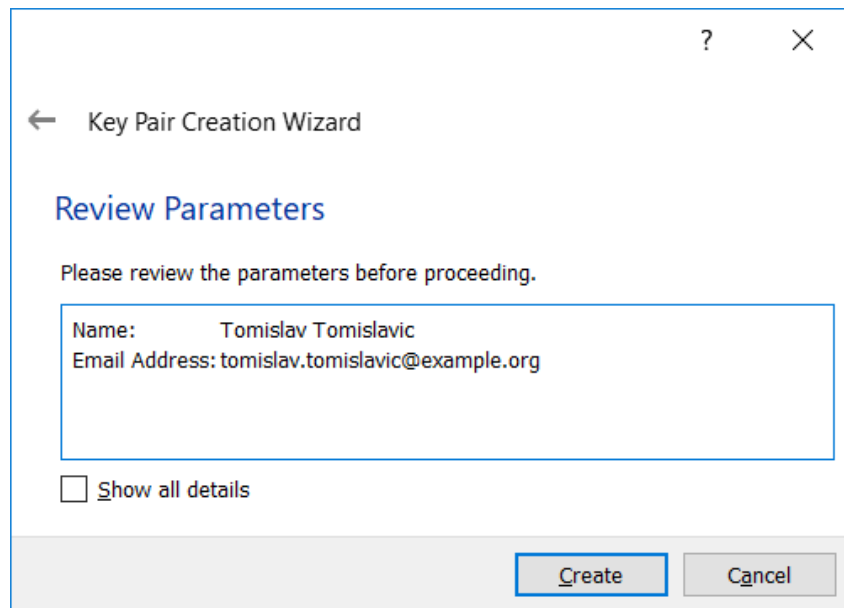 ?
Key Pair Creation Wizard
Review Parameters
Please review the parameters before proceeding.
Name: Tomislav Tomislavic
Email Address: tomislav.tomislavic@example.org
Show all details
Create Cancel